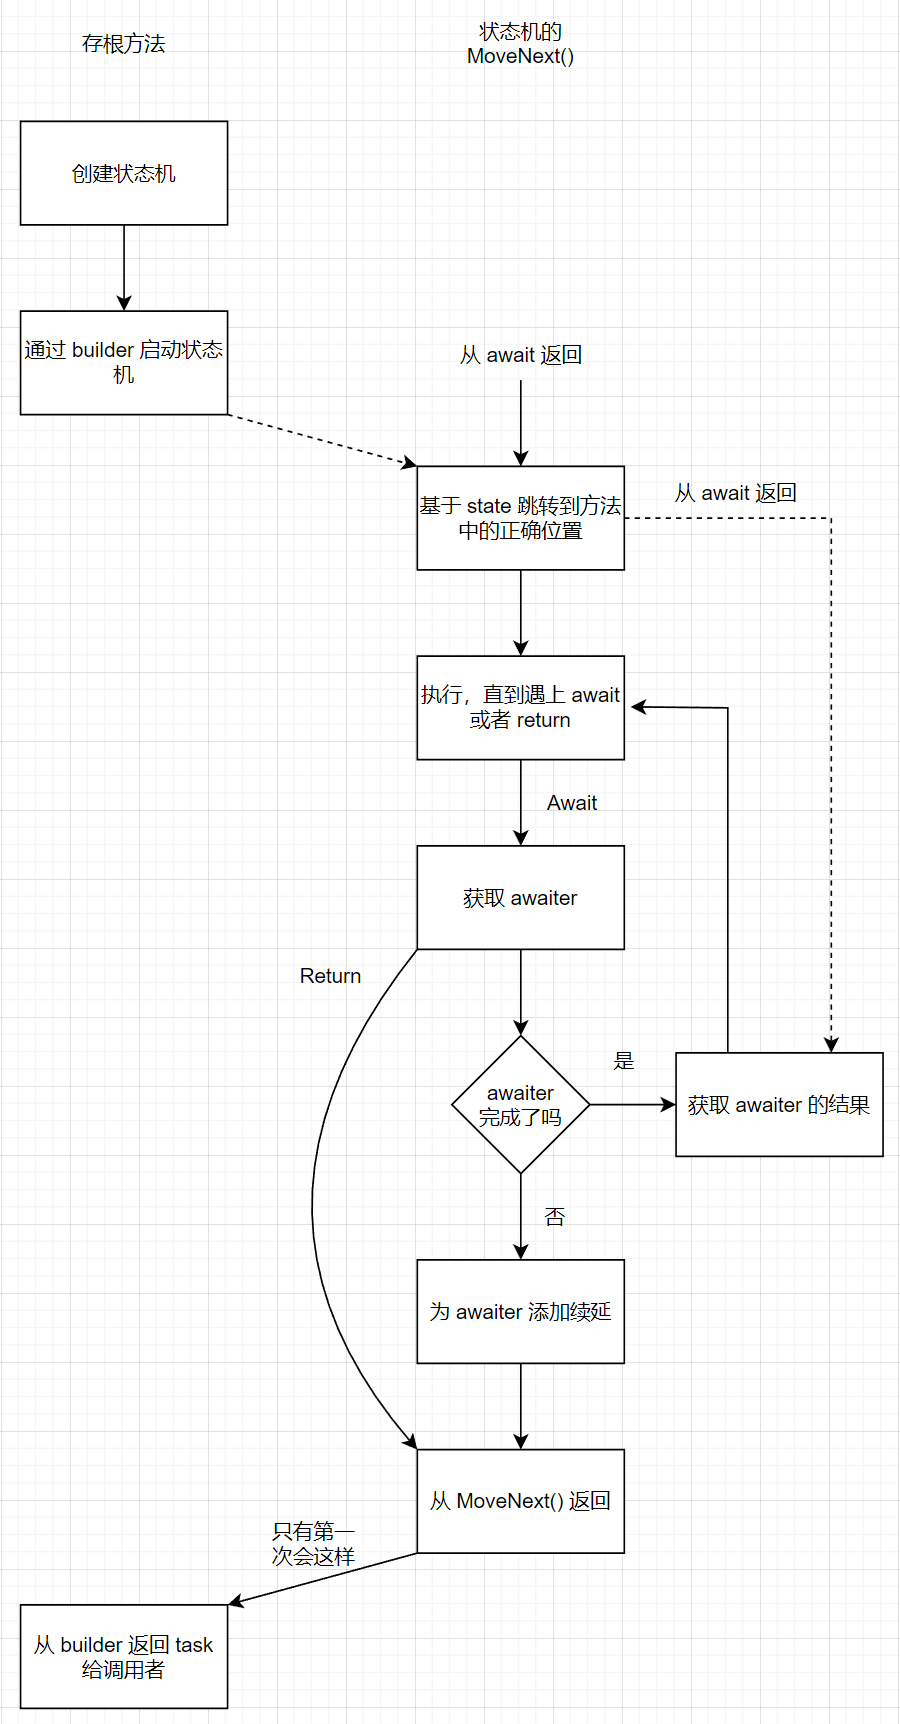 存根方法
状态机的
MoveNext()
创建状态机
通过 builder 启动状态
机
从 await 返回
基于 state 跳转到方法
中的正确位置
从 await 返回
执行，直到遇上 await
或者 return
Await
获取 awaiter
Return
awaiter
完成了吗
是
获取 awaiter 的结果
否
为 awaiter 添加续延
从 MoveNext() 返回
只有第一
次会这样
从 builder 返回 task
给调用者